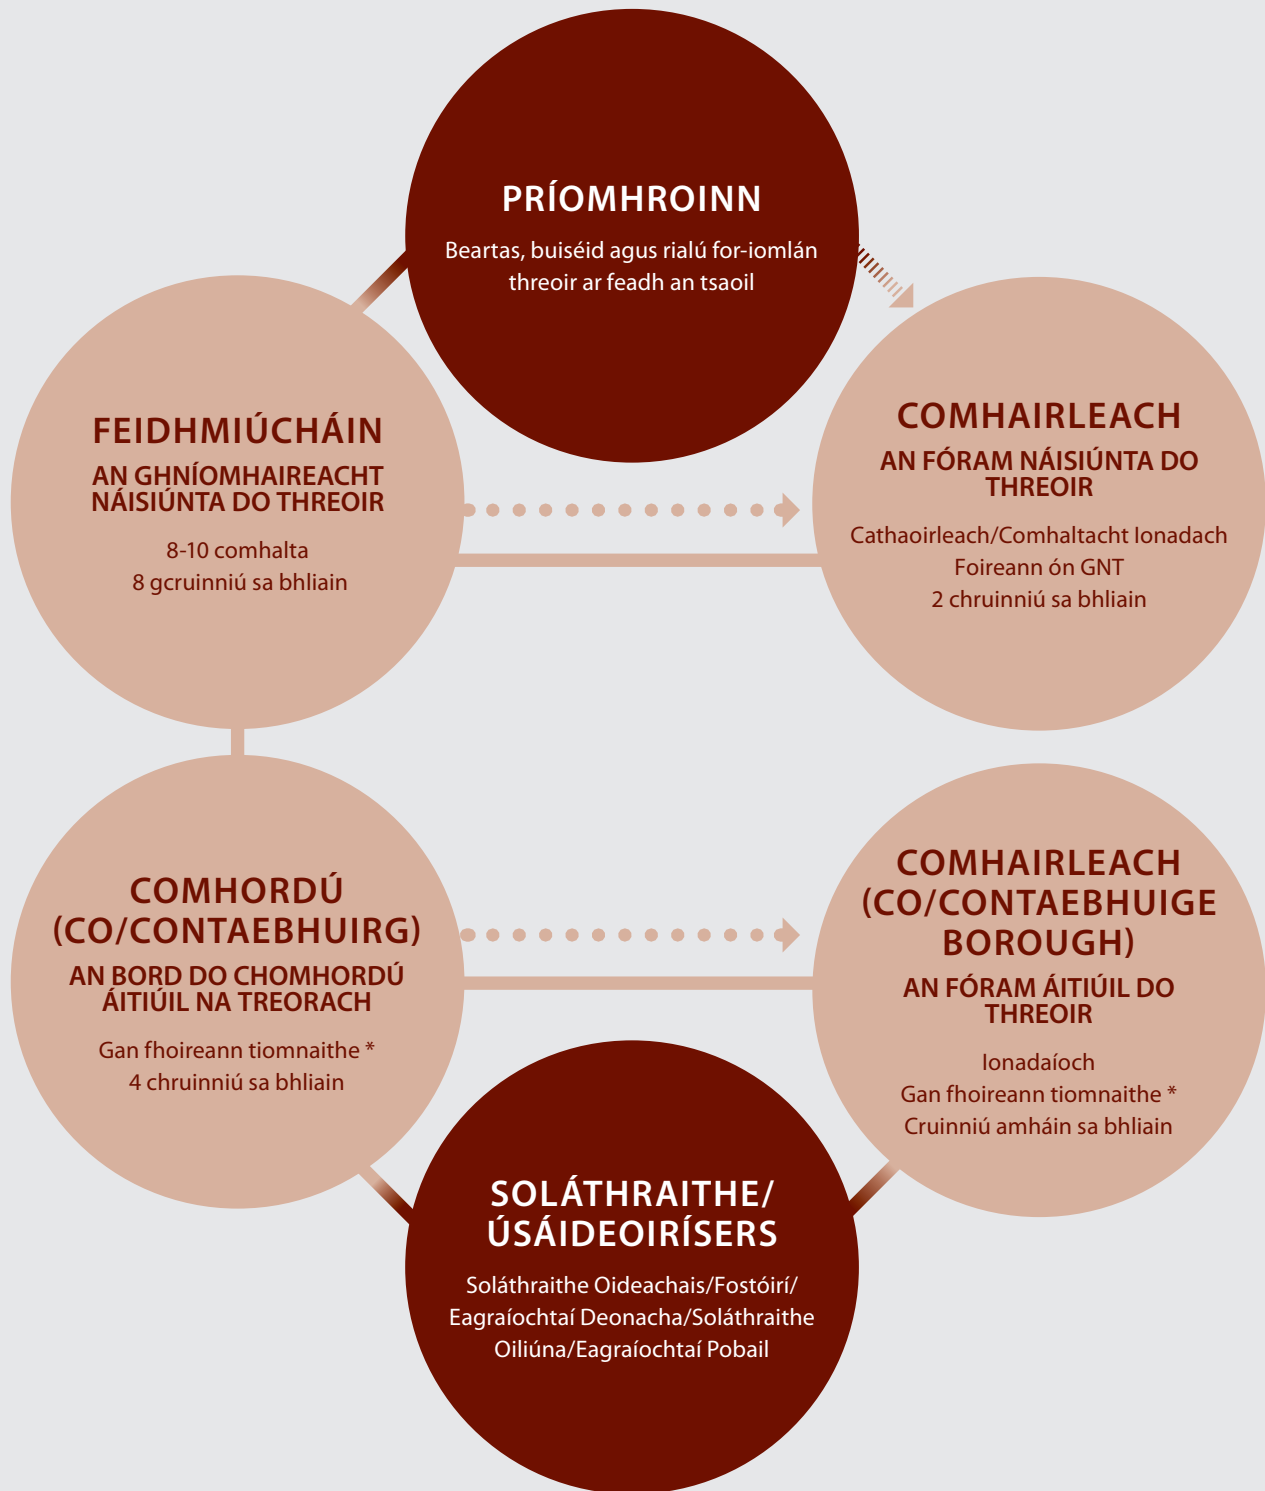 PRÍOMHROINN
Beartas, buiséid agus rialú for-iomlán
threoir ar feadh an tsaoil
FEIDHMIÚCHÁIN
AN GHNÍOMHAIREACHT
NÁISIÚNTA DO THREOIR
8-10 comhalta
8 gcruinniú sa bhliain
COMHAIRLEACH
AN FÓRAM NÁISIÚNTA DO
THREOIR
Cathaoirleach/Comhaltacht Ionadach
Foireann ón GNT
2 chruinniú sa bhliain
COMHORDÚ
(CO/CONTAEBHUIRG)
AN BORD DO CHOMHORDÚ
ÁITIÚIL NA TREORACH
Gan fhoireann tiomnaithe *
4 chruinniú sa bhliain
COMHAIRLEACH
(CO/CONTAEBHUIGE
BOROUGH)
AN FÓRAM ÁITIÚIL DO
THREOIR
Ionadaíoch
Gan fhoireann tiomnaithe *
Cruinniú amháin sa bhliain
SOLÁTHRAITHE/
ÚSÁIDEOIRÍSERS
Soláthraithe Oideachais/Fostóirí/
Eagraíochtaí Deonacha/Soláthraithe
Oiliúna/Eagraíochtaí Pobail